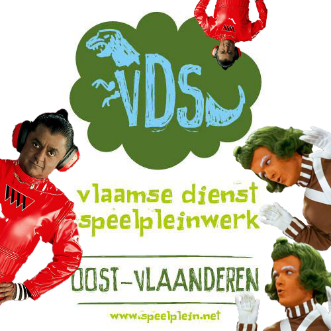 VDS
vlaamse dienst
speelpleinwerk
OOST-VLAANDEREN
www.speelplein.net